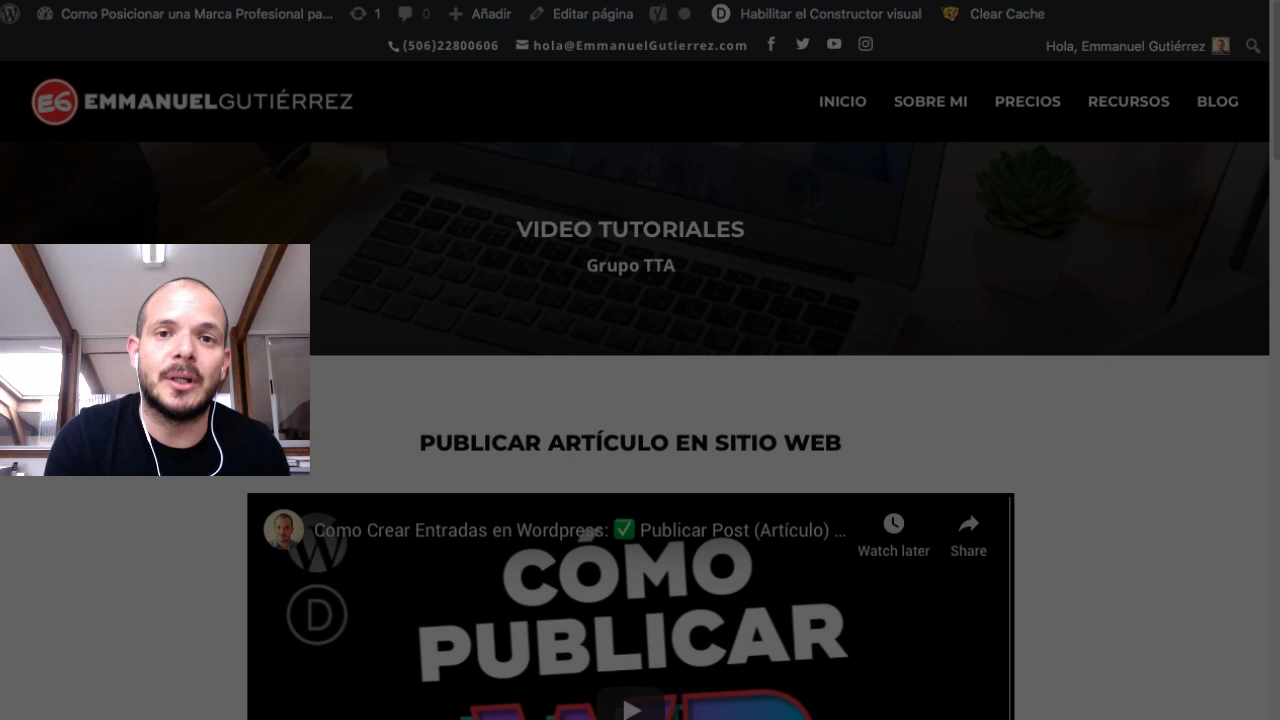 Como Posicionar una Marca Profesional pa... 1 0 Añadir Editar página Habilitar el Constructor visual Clear Cache
(506)22800606 hola@EmmanuelGutierrez.com Hola, Emmanuel Gutiérrez
EG EMMANUELGUTIÉRREZ INICIO SOBRE MI PRECIOS RECURSOS BLOG
VIDEO TUTORIALES
Grupo TTA
PUBLICAR ARTÍCULO EN SITIO WEB
Como Crear Entradas en Wordpress: ✅ Publicar Post (Artículo) ...
Watch later Share
D
CÓMO
PUBLICAR